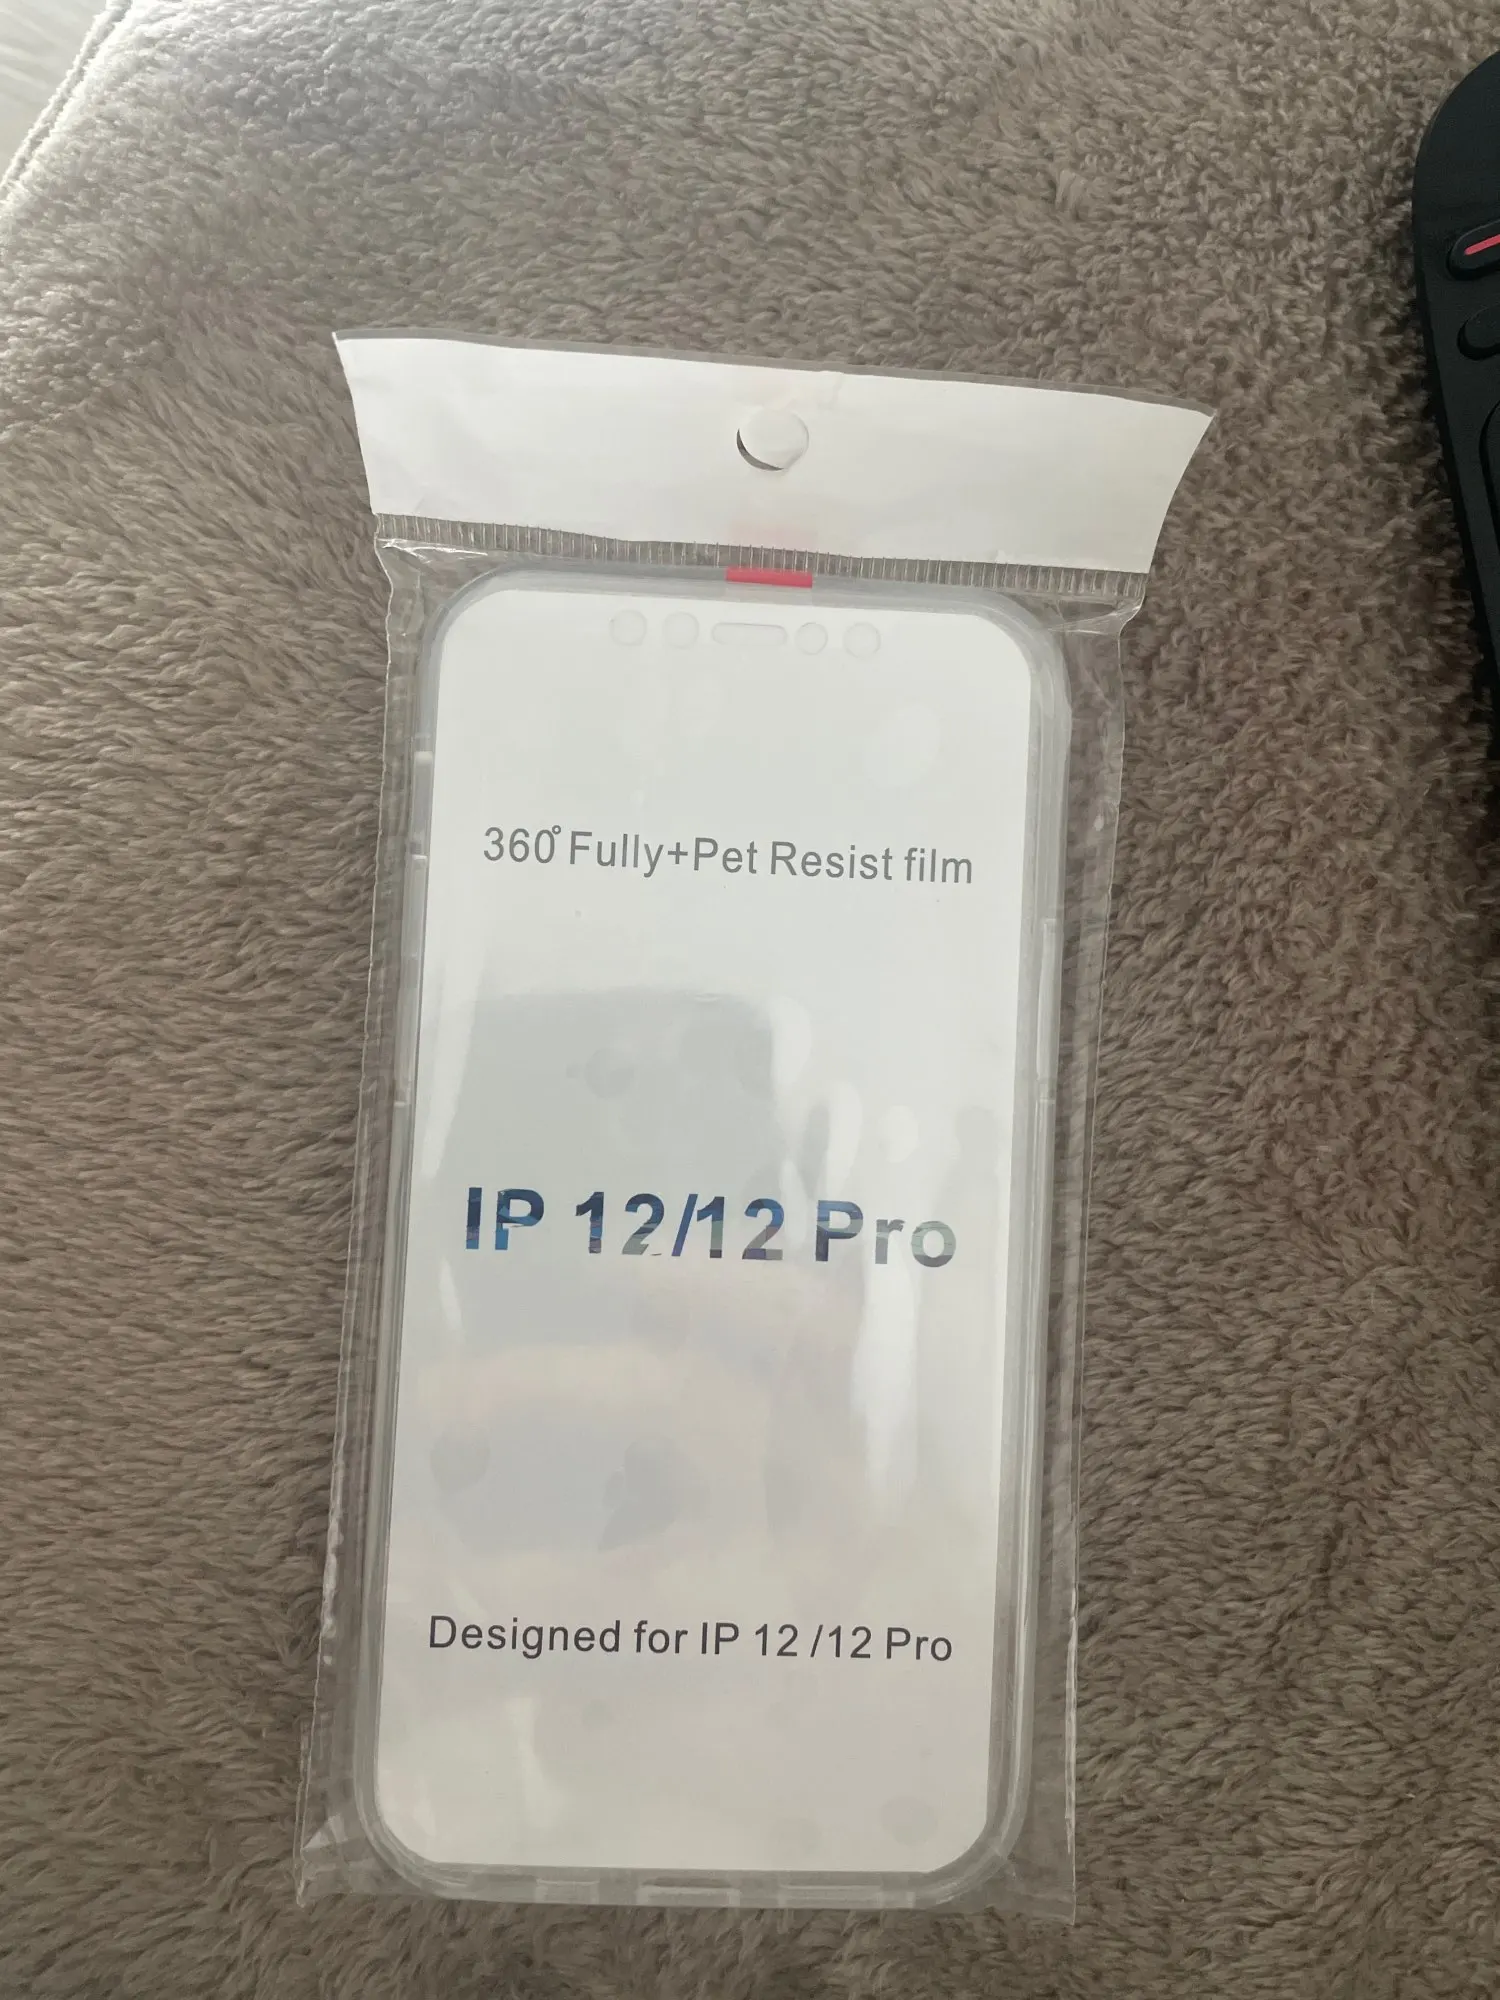 360° Fully+Pet Resist film
IP 12/12 Pro
Designed for IP 12 /12 Pro